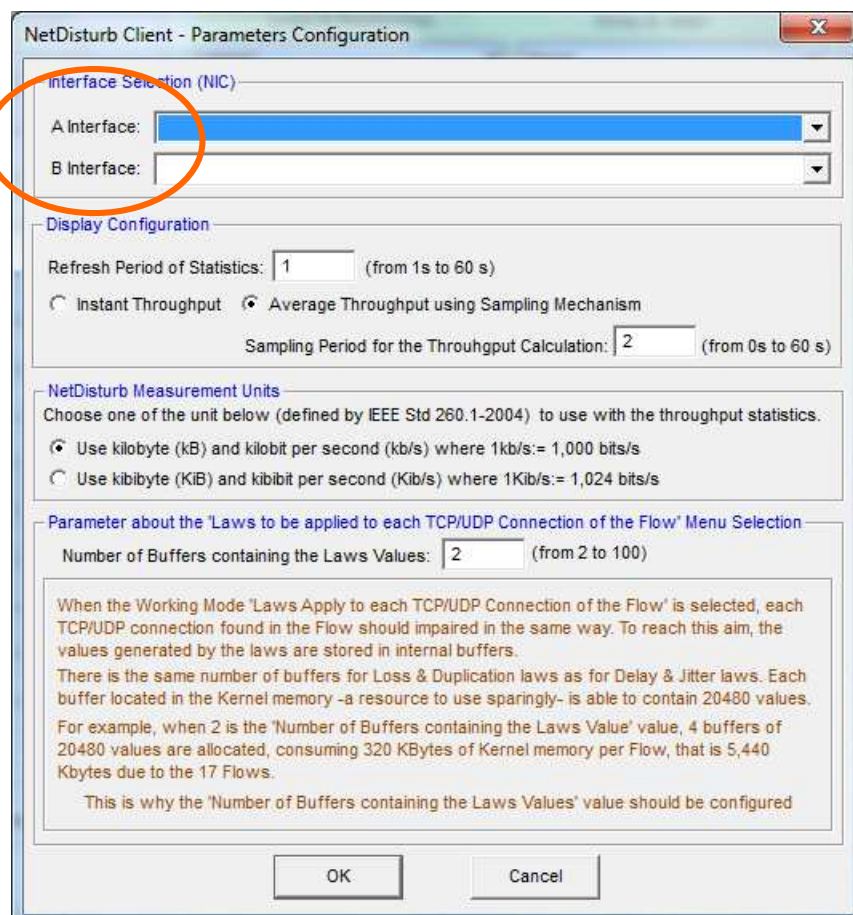 NetDisturb Client - Parameters Configuration
Interface Selection (NIC)
A Interface:
B Interface:
Display Configuration
Refresh Period of Statistics: 1 (from 1s to 60 s)
Instant Throughput Average Throughput using Sampling Mechanism
Sampling Period for the Throuhgput Calculation: 2 (from 0s to 60 s)
NetDisturb Measurement Units
Choose one of the unit below (defined by IEEE Std 260.1-2004) to use with the throughput statistics.
Use kilobyte (kB) and kilobit per second (kb/s) where 1kb/s:= 1,000 bits/s
Use kibibyte (KiB) and kibibit per second (Kib/s) where 1Kib/s:= 1,024 bits/s
Parameter about the 'Laws to be applied to each TCP/UDP Connection of the Flow' Menu Selection
Number of Buffers containing the Laws Values: 2 (from 2 to 100)
When the Working Mode 'Laws Apply to each TCP/UDP Connection of the Flow' is selected, each
TCP/UDP connection found in the Flow should impaired in the same way. To reach this aim, the
values generated by the laws are stored in internal buffers.
There is the same number of buffers for Loss & Duplication laws as for Delay & Jitter laws. Each
buffer located in the Kernel memory -a resource to use sparingly- is able to contain 20480 values.
For example, when 2 is the 'Number of Buffers containing the Laws Value' value, 4 buffers of
20480 values are allocated, consuming 320 KBytes of Kernel memory per Flow, that is 5,440
Kbytes due to the 17 Flows.
This is why the 'Number of Buffers containing the Laws Values' value should be configured
OK Cancel